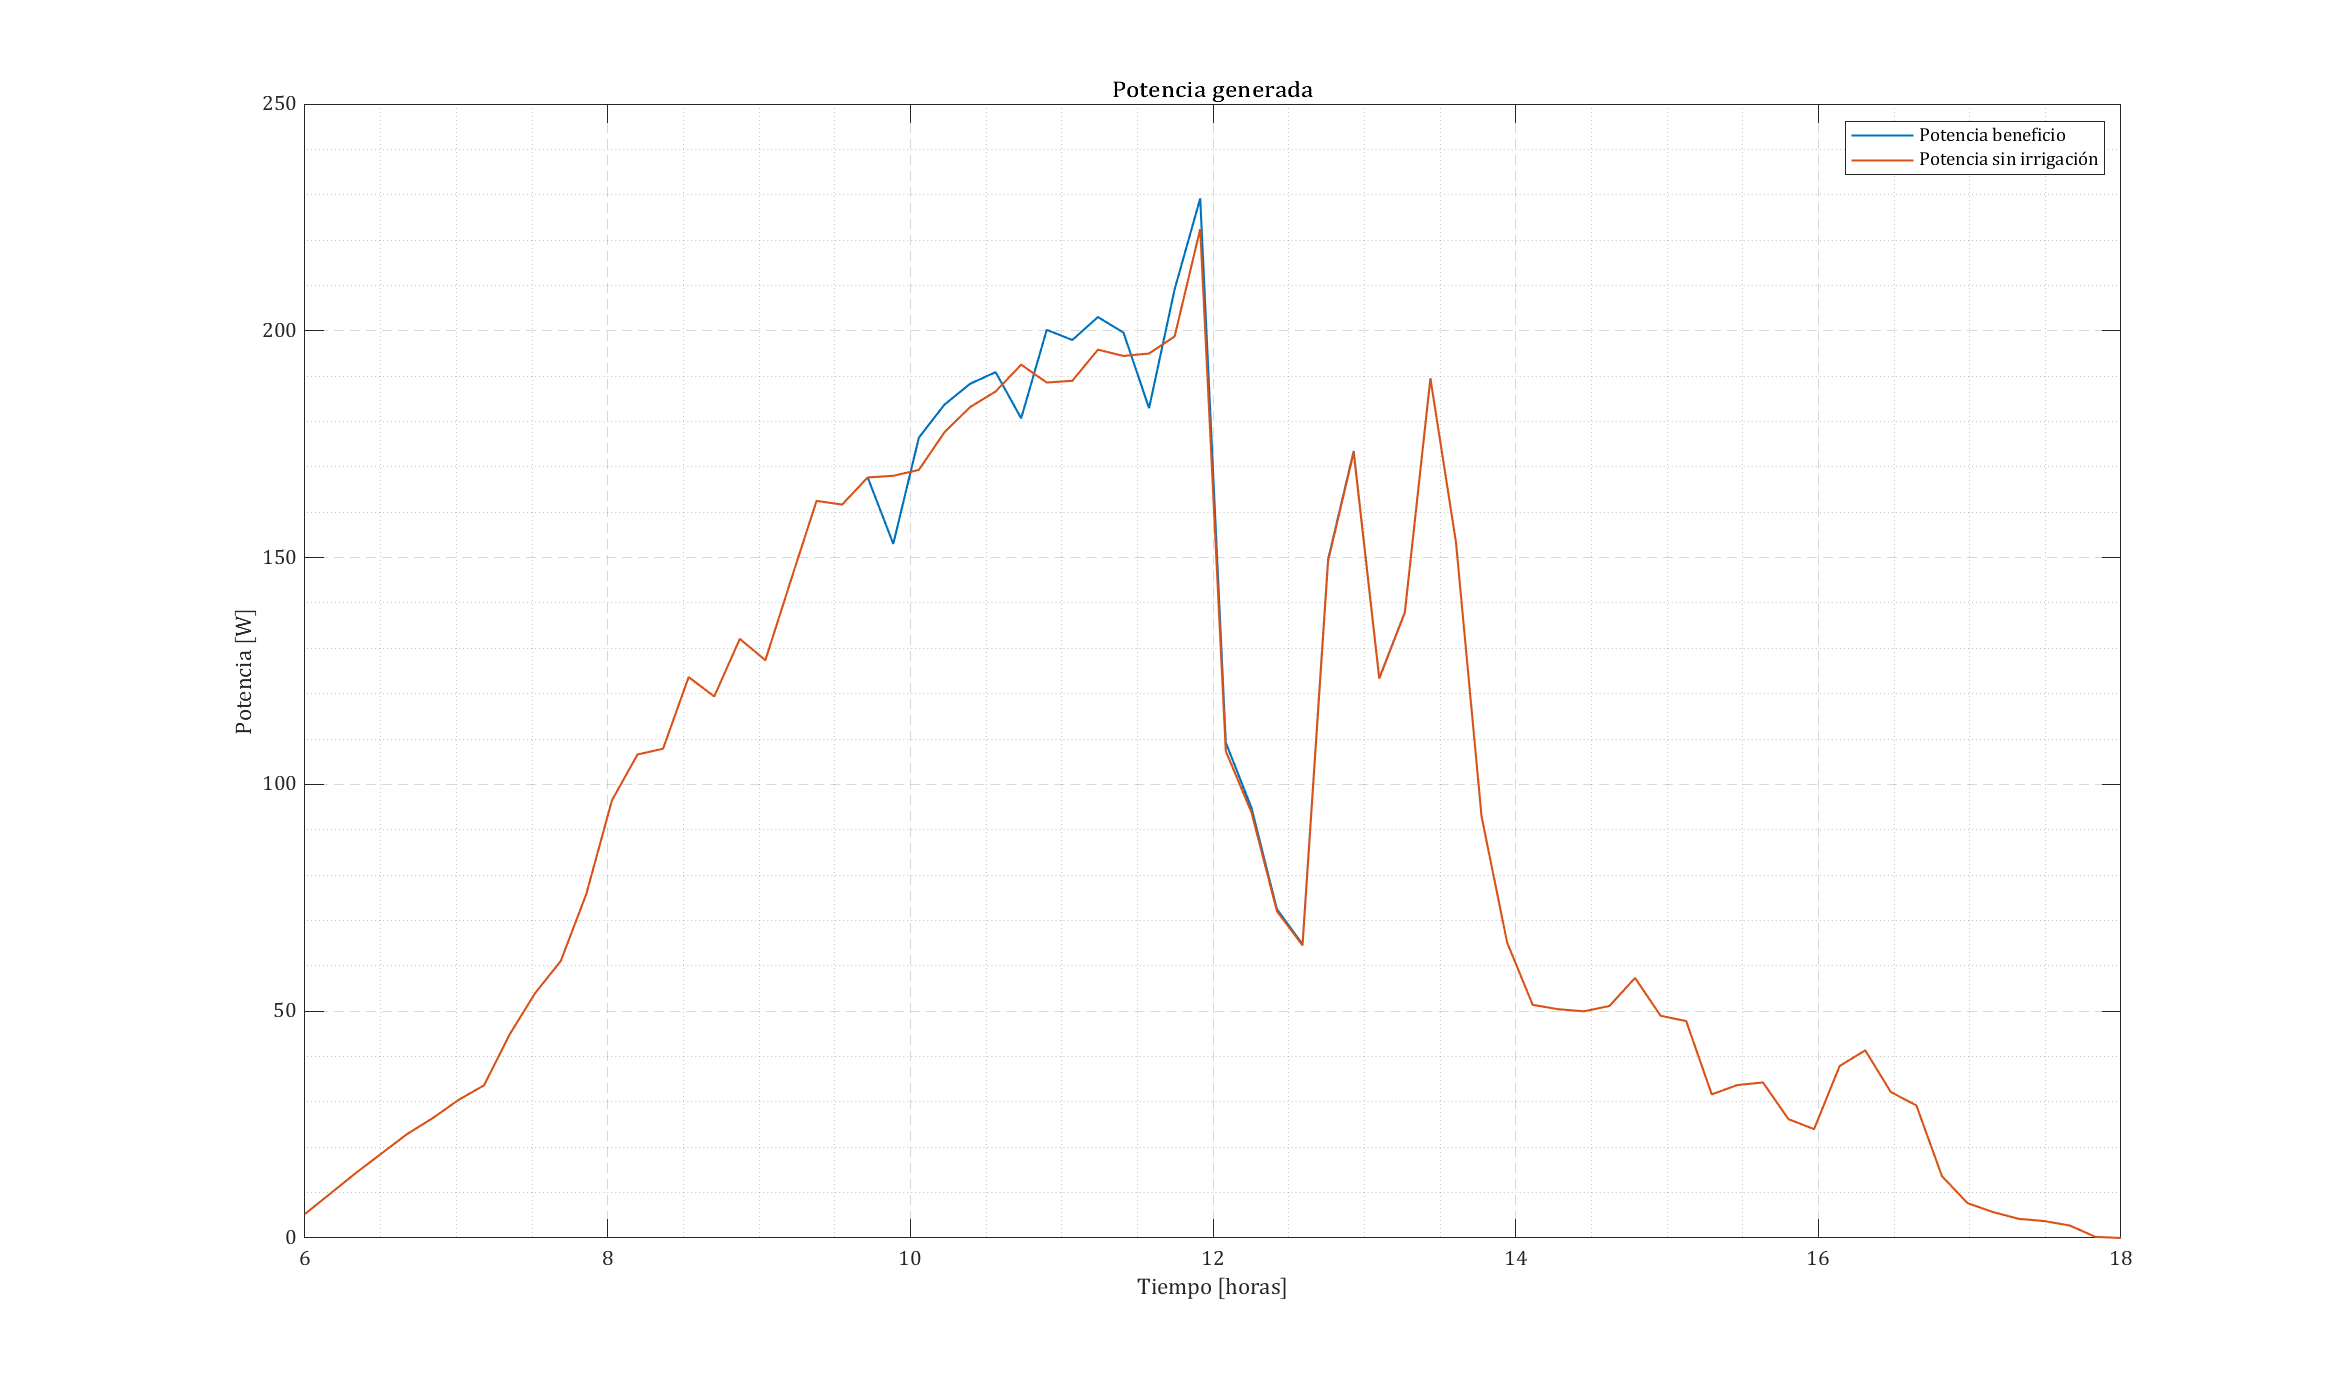 Potencia generada
250
200
150
100
50
0
Potencia [W]
Potencia beneficio
Potencia sin irrigación
6 8 10 12 14 16 18
Tiempo [horas]